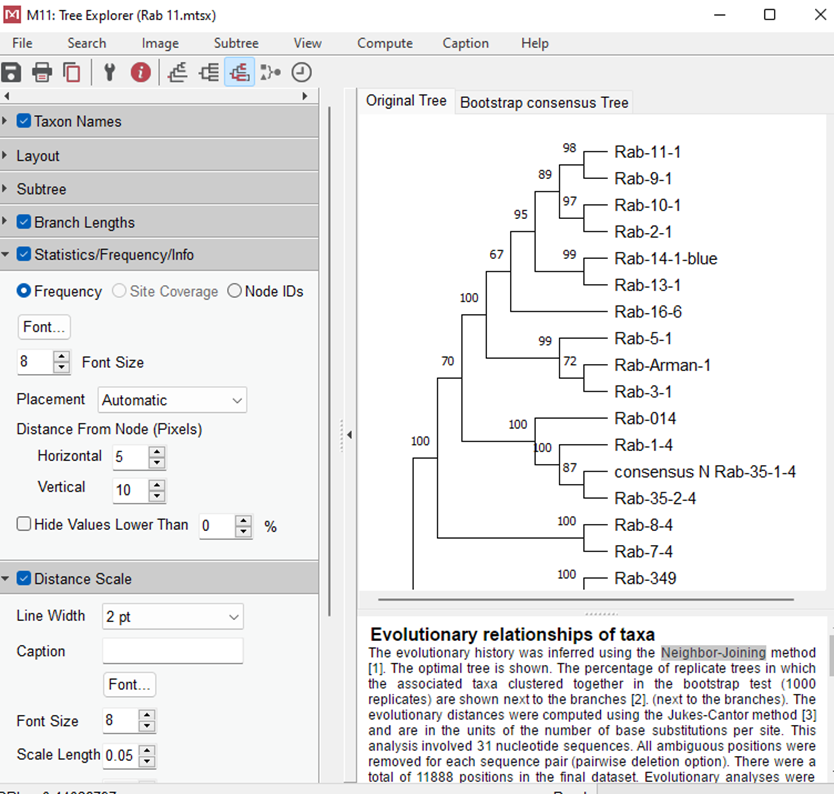 M11: Tree Explorer (Rab 11.mtsx)
File Search Image Subtree View Compute Caption Help
Taxon Names
Layout
Subtree
Branch Lengths
Statistics/Frequency/Info
Frequency Site Coverage Node IDs
Font...
8 Font Size
Placement Automatic
Distance From Node (Pixels)
Horizontal 5
Vertical 10
Hide Values Lower Than 0 %
Distance Scale
Line Width 2 pt
Caption
Font...
Font Size 8
Scale Length 0.05
Original Tree Bootstrap consensus Tree
98 Rab-11-1
89 Rab-9-1
97 Rab-10-1
95 Rab-2-1
67 99 Rab-14-1-blue
Rab-13-1
100 Rab-16-6
99 Rab-5-1
70 72 Rab-Arman-1
Rab-3-1
100 Rab-014
100 100 Rab-1-4
87 consensus N Rab-35-1-4
Rab-35-2-4
100 Rab-8-4
Rab-7-4
100 Rab-349
Evolutionary relationships of taxa
The evolutionary history was inferred using the Neighbor-Joining method
[1]. The optimal tree is shown. The percentage of replicate trees in which
the associated taxa clustered together in the bootstrap test (1000
replicates) are shown next to the branches [2]. (next to the branches). The
evolutionary distances were computed using the Jukes-Cantor method [3]
and are in the units of the number of base substitutions per site. This
analysis involved 31 nucleotide sequences. All ambiguous positions were
removed for each sequence pair (pairwise deletion option). There were a
total of 11888 positions in the final dataset. Evolutionary analyses were